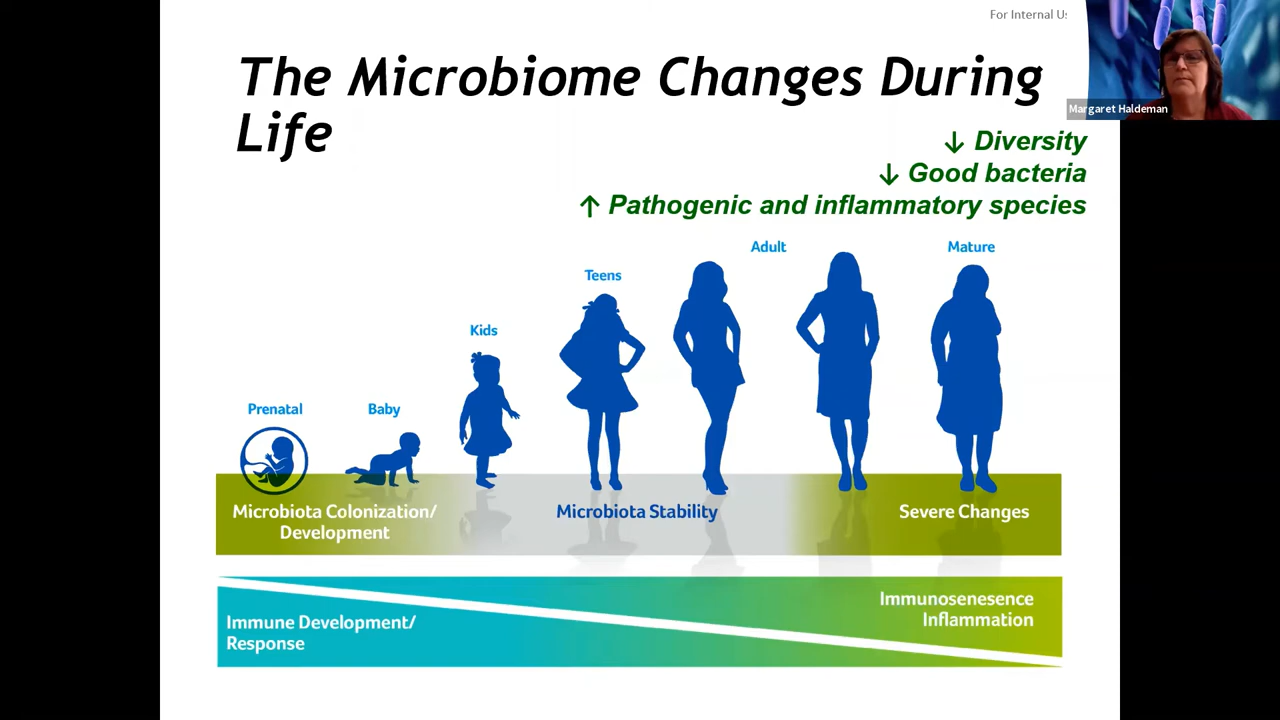 For Internal Us
Margaret Haldeman
The Microbiome Changes During
Life
↓ Diversity
↓ Good bacteria
↑ Pathogenic and inflammatory species
Adult
Mature
Teens
Kids
Prenatal
Baby
Microbiota Colonization/
Development
Microbiota Stability
Severe Changes
Immune Development/
Response
Immunosenesence
Inflammation